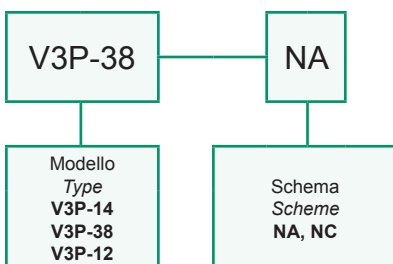 V3P-38
NA
Modello
Type
V3P-14
V3P-38
V3P-12
Schema
Scheme
NA, NC